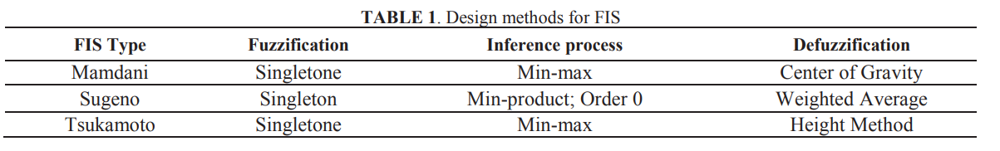 TABLE 1. Design methods for FIS
FIS Type Fuzzification Inference process Defuzzification
Mamdani Singletone Min-max Center of Gravity
Sugeno Singleton Min-product; Order 0 Weighted Average
Tsukamoto Singletone Min-max Height Method